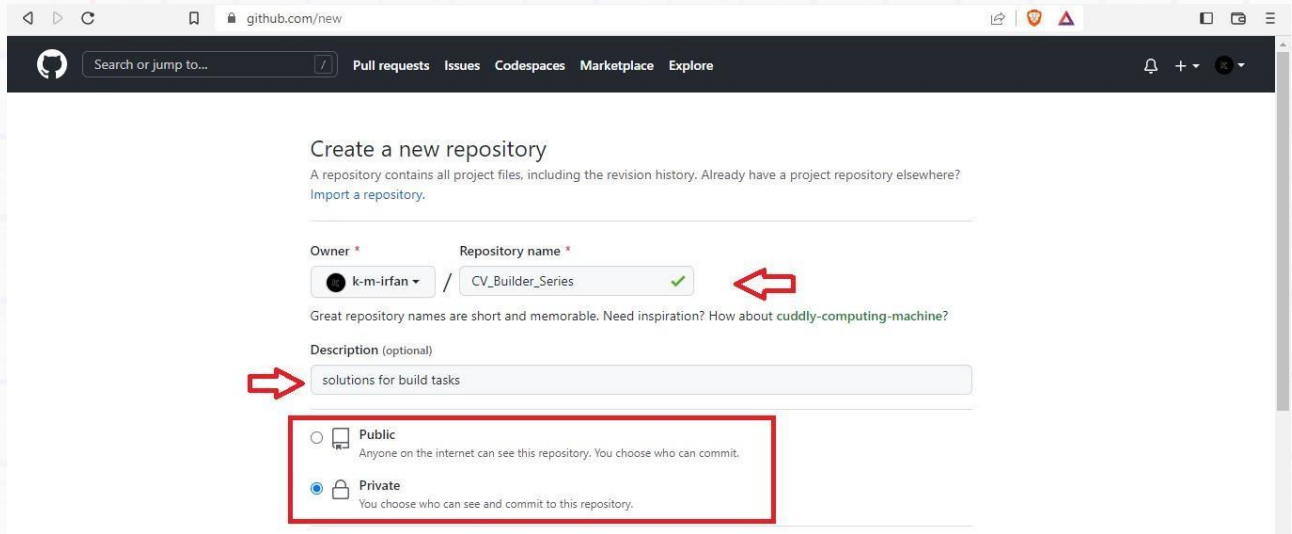 github.com/new
Search or jump to...
/
Pull requests Issues Codespaces Marketplace Explore
Create a new repository
A repository contains all project files, including the revision history. Already have a project repository elsewhere?
Import a repository.
Owner * Repository name *
k-m-irfan / CV_Builder_Series
Great repository names are short and memorable. Need inspiration? How about cuddly-computing-machine?
Description (optional)
solutions for build tasks
Public
Anyone on the internet can see this repository. You choose who can commit.
Private
You choose who can see and commit to this repository.